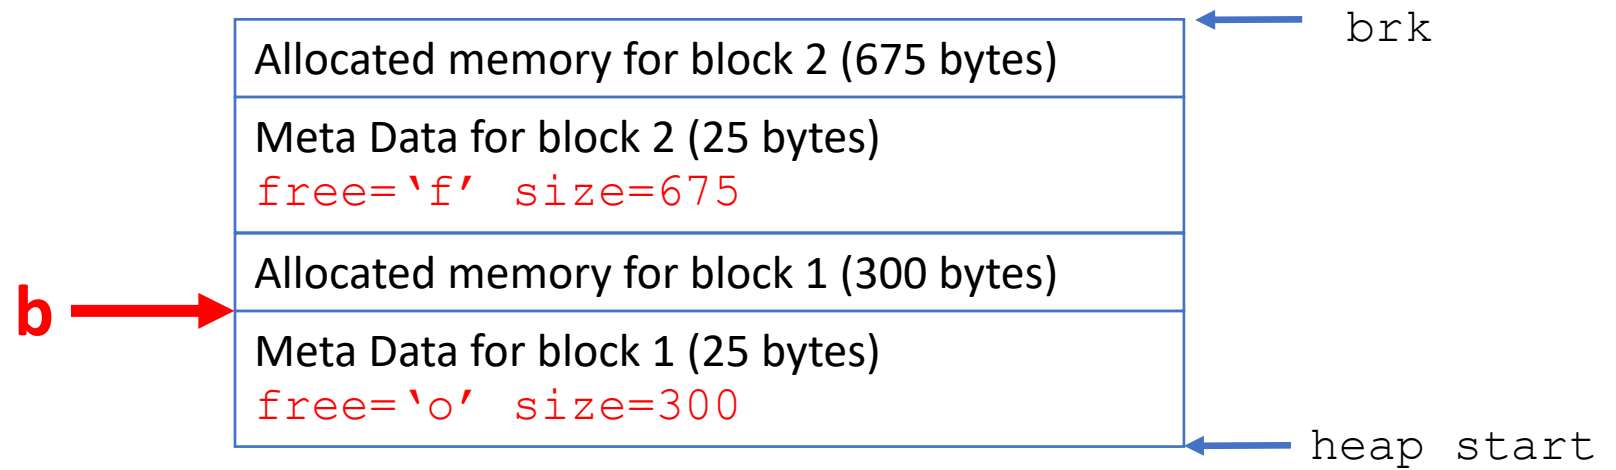 brk
Allocated memory for block 2 (675 bytes)
Meta Data for block 2 (25 bytes)
free=‘f’ size=675
Allocated memory for block 1 (300 bytes)
b
Meta Data for block 1 (25 bytes)
free=‘o’ size=300
heap start